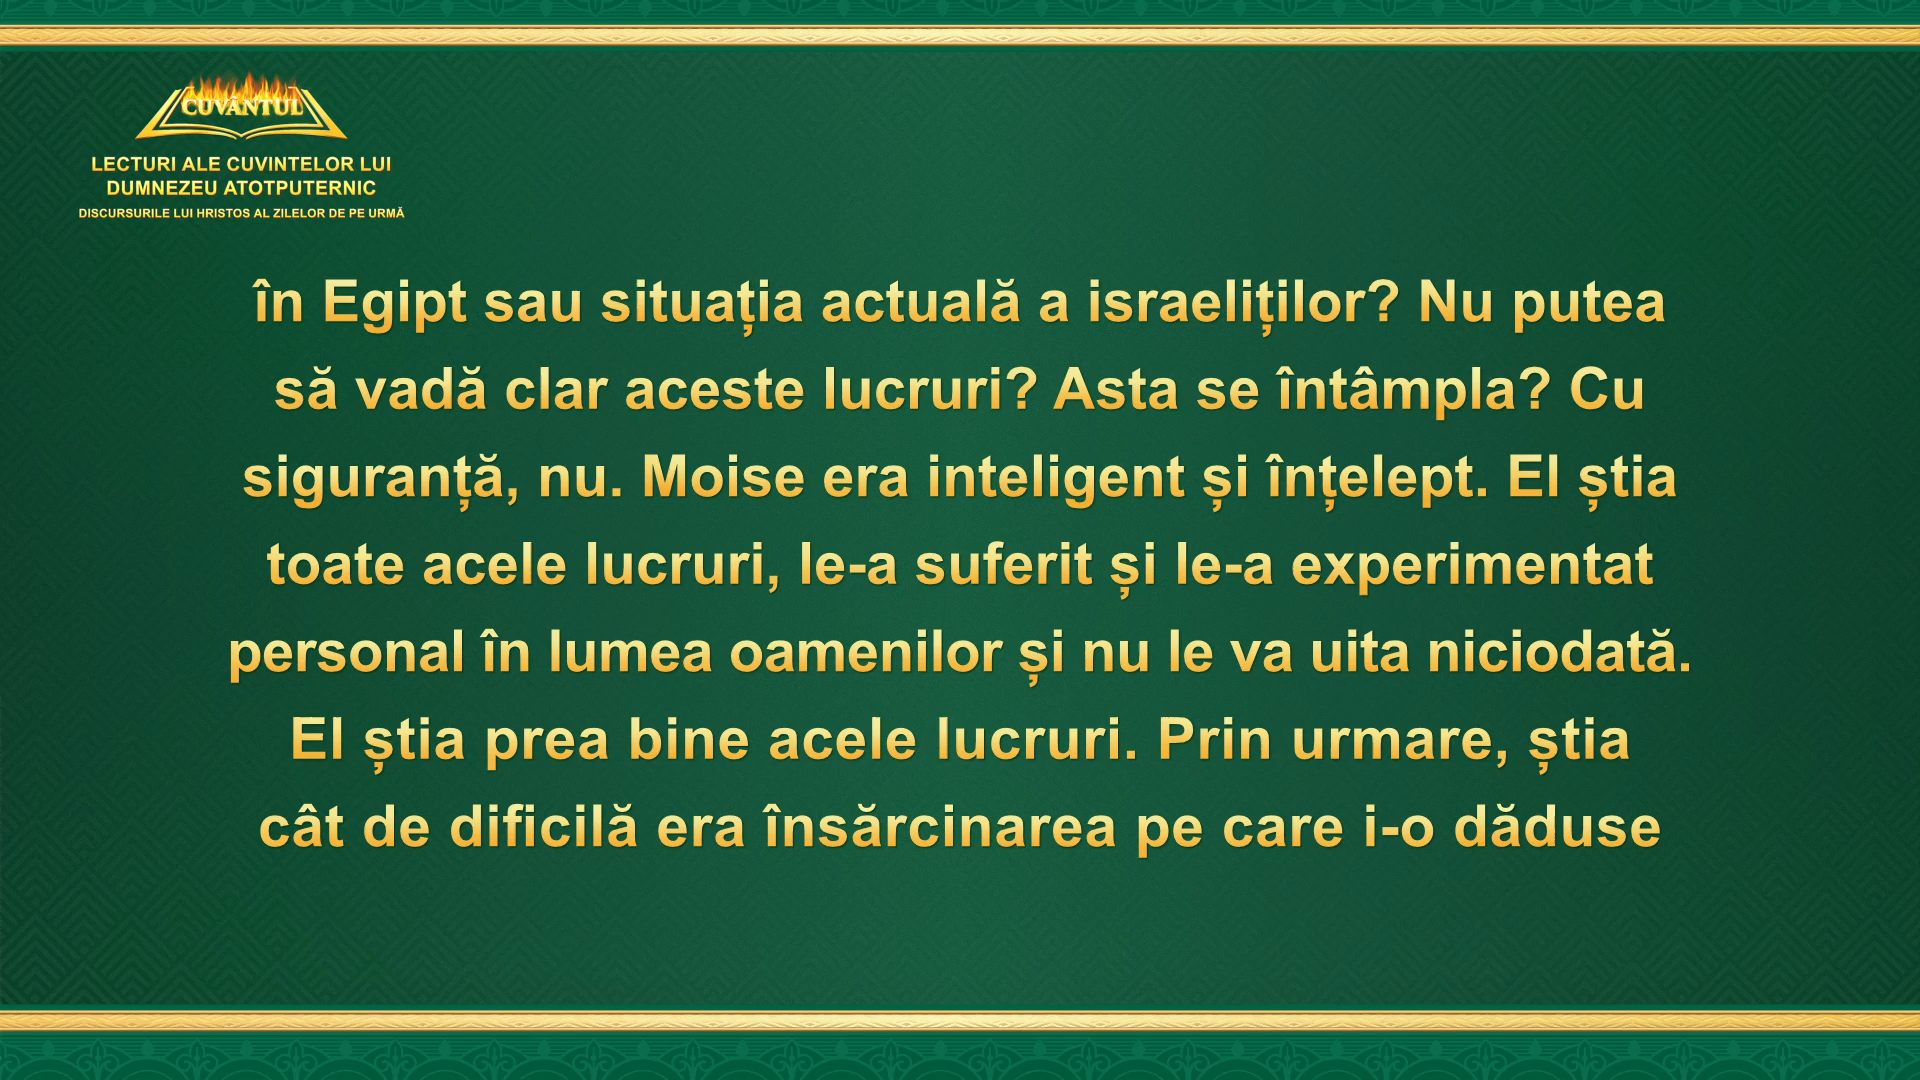 CUVÂNTUL
LECTURI ALE CUVINTELOR LUI
DUMNEZEU ATOTPUTERNIC
DISCURSURILE LUI HRISTOS AL ZILELOR DE PE URMĂ
în Egipt sau situația actuală a israeliților? Nu putea
să vadă clar aceste lucruri? Asta se întâmpla? Cu
siguranță, nu. Moise era inteligent și înțelept. El știa
toate acele lucruri, le-a suferit și le-a experimentat
personal în lumea oamenilor și nu le va uita niciodată.
El știa prea bine acele lucruri. Prin urmare, știa
cât de dificilă era însărcinarea pe care i-o dăduse